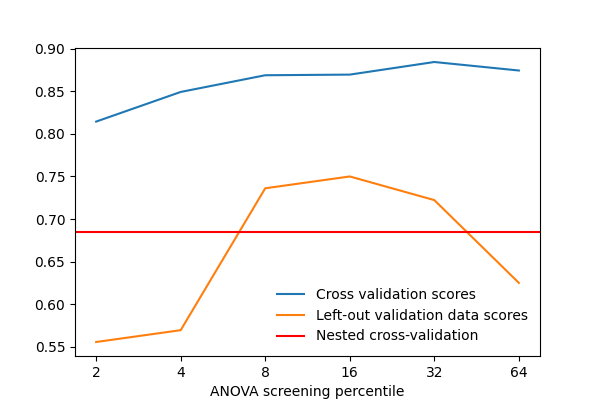 0.90
0.85
0.80
0.75
0.70
0.65
0.60
0.55
Cross validation scores
Left-out validation data scores
Nested cross-validation
2 4 8 16 32 64
ANOVA screening percentile